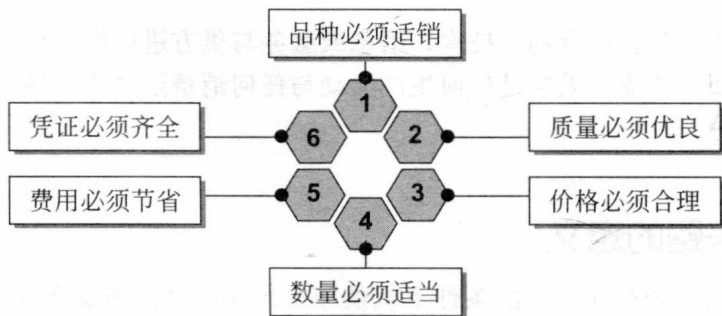 品种必须适销
1
凭证必须齐全
6
2
质量必须优良
费用必须节省
5
3
价格必须合理
4
数量必须适当